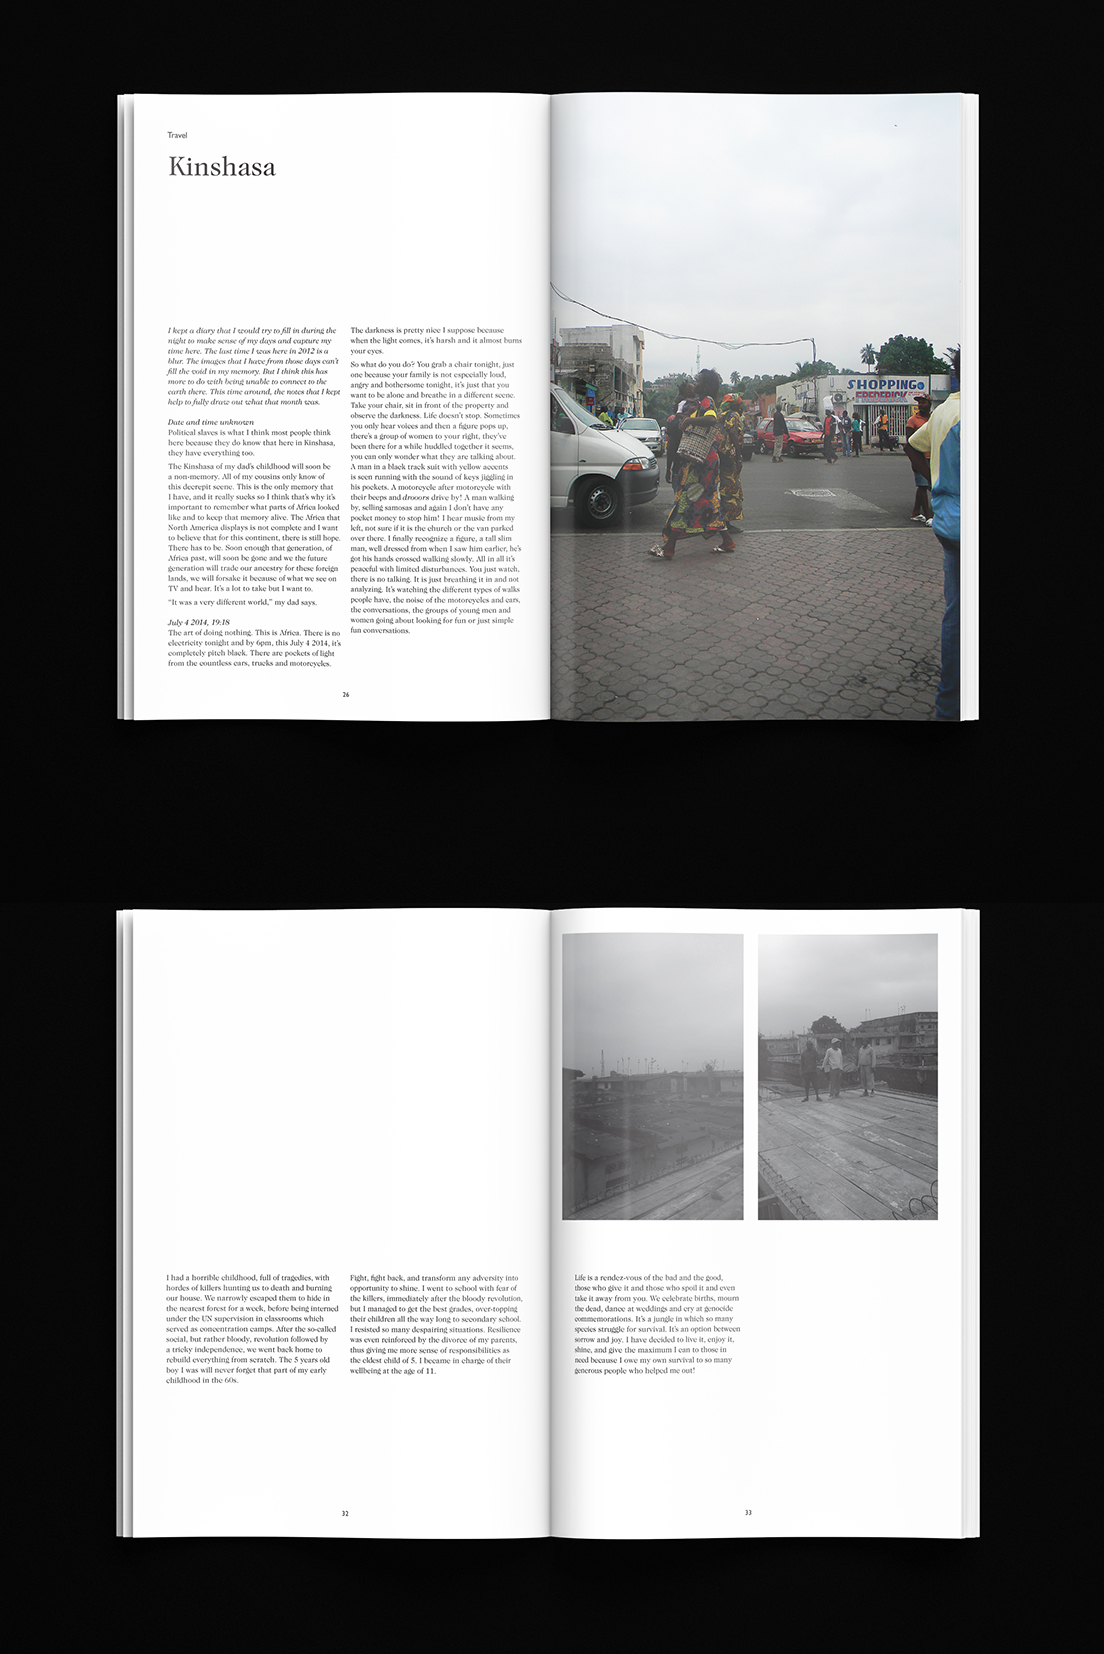 Travel
Kinshasa
I kept a diary that I would try to fill in during the
night to make sense of my days and capture my
time here. The last time I was here in 2012 is a
blur. The images that I have from those days can't
fill the void in my memory. But I think this has
more to do with being unable to connect to the
earth there. This time around, the notes that I kept
help to fully draw out what that month was.
Date and time unknown
Political slaves is what I think most people think
here because they do know that here in Kinshasa,
they have everything too.
The Kinshasa of my dad's childhood will soon be
a non-memory. All of my cousins only know of
this decrepit scene. This is the only memory that
I have, and it really sucks so I think that's why it's
important to remember what parts of Africa looked
like and to keep that memory alive. The Africa that
North America displays is not complete and I want
to believe that for this continent, there is still hope.
There has to be. Soon enough that generation, of
Africa past, will soon be gone and we the future
generation will trade our ancestry for these foreign
lands, we will forsake it because of what we see on
TV and hear. It's a lot to take but I want to.
“It was a very different world,” my dad says.
July 4 2014, 19:18
The art of doing nothing. This is Africa. There is no
electricity tonight and by 6pm, this July 4 2014, it's
completely pitch black. There are pockets of light
from the countless cars, trucks and motorcycles.
The darkness is pretty nice I suppose because
when the light comes, it's harsh and it almost burns
your eyes.
So what do you do? You grab a chair tonight, just
one because your family is not especially loud,
angry and bothersome tonight, it's just that you
want to be alone and breathe in a different scene.
Take your chair, sit in front of the property and
observe the darkness. Life doesn't stop. Sometimes
you only hear voices and then a figure pops up,
there's a group of women to your right, they've
been there for a while huddled together it seems,
you can only wonder what they are talking about.
A man in a black track suit with yellow accents
is seen running with the sound of keys jiggling in
his pockets. A motorcycle after motorcycle with
their beeps and drooors drive by! A man walking
by, selling samosas and again I don't have any
pocket money to stop him! I hear music from my
left, not sure if it is the church or the van parked
over there. I finally recognize a figure, a tall slim
man, well dressed from when I saw him earlier, he's
got his hands crossed walking slowly. All in all it's
peaceful with limited disturbances. You just watch,
there is no talking. It is just breathing it in and not
analyzing. It's watching the different types of walks
people have, the noise of the motorcycles and cars,
the conversations, the groups of young men and
women going about looking for fun or just simple
fun conversations.
26
SHOPPING
FREDERICK
I had a horrible childhood, full of tragedies, with
hordes of killers hunting us to death and burning
our house. We narrowly escaped them to hide in
the nearest forest for a week, before being interned
under the UN supervision in classrooms which
served as concentration camps. After the so-called
social, but rather bloody, revolution followed by
a tricky independence, we went back home to
rebuild everything from scratch. The 5 years old
boy I was will never forget that part of my early
childhood in the 60s.
Fight, fight back, and transform any adversity into
opportunity to shine. I went to school with fear of
the killers, immediately after the bloody revolution,
but I managed to get the best grades, over-topping
their children all the way long to secondary school.
I resisted so many despairing situations. Resilience
was even reinforced by the divorce of my parents,
thus giving me more sense of responsibilities as
the eldest child of 5. I became in charge of their
wellbeing at the age of 11.
32
Life is a rendez-vous of the bad and the good,
those who give it and those who spoil it and even
take it away from you. We celebrate births, mourn
the dead, dance at weddings and cry at genocide
commemorations. It's a jungle in which so many
species struggle for survival. It's an option between
sorrow and joy. I have decided to live it, enjoy it,
shine, and give the maximum I can to those in
need because I owe my own survival to so many
generous people who helped me out!
33